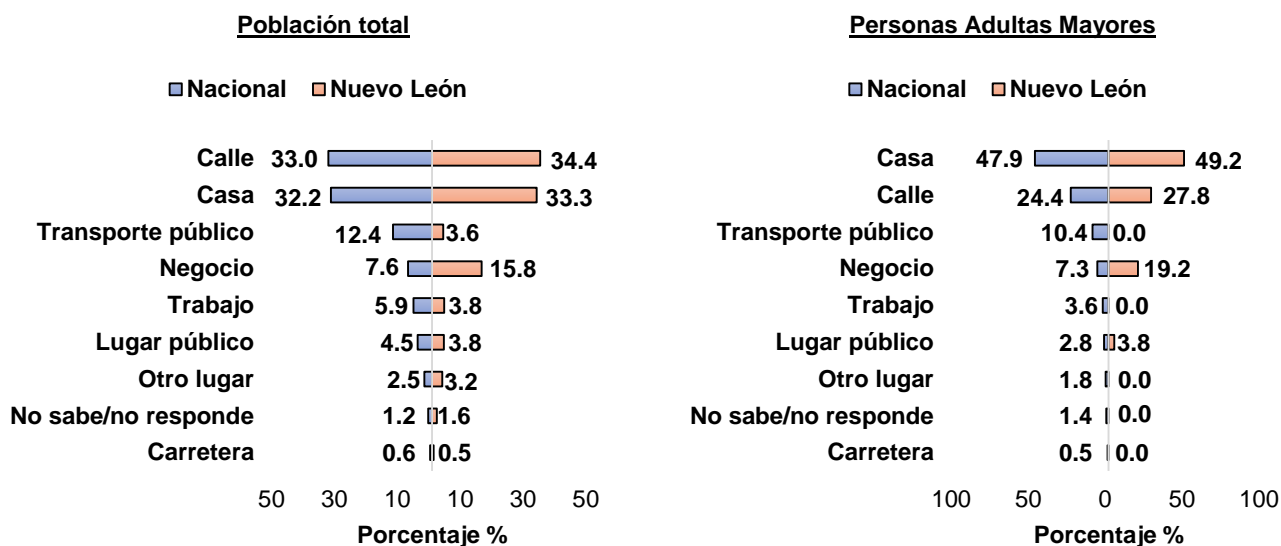 Población total
Nacional Nuevo León
Calle 33.0 34.4
Casa 32.2 33.3
Transporte público 12.4 3.6
Negocio 7.6 15.8
Trabajo 5.9 3.8
Lugar público 4.5 3.8
Otro lugar 2.5 3.2
No sabe/no responde 1.2 1.6
Carretera 0.6 0.5
50 30 10 10 30 50
Porcentaje %
Personas Adultas Mayores
Nacional Nuevo León
Casa 47.9 49.2
Calle 24.4 27.8
Transporte público 10.4 0.0
Negocio 7.3 19.2
Trabajo 3.6 0.0
Lugar público 2.8 3.8
Otro lugar 1.8 0.0
No sabe/no responde 1.4 0.0
Carretera 0.5 0.0
100 50 0 50 100
Porcentaje %